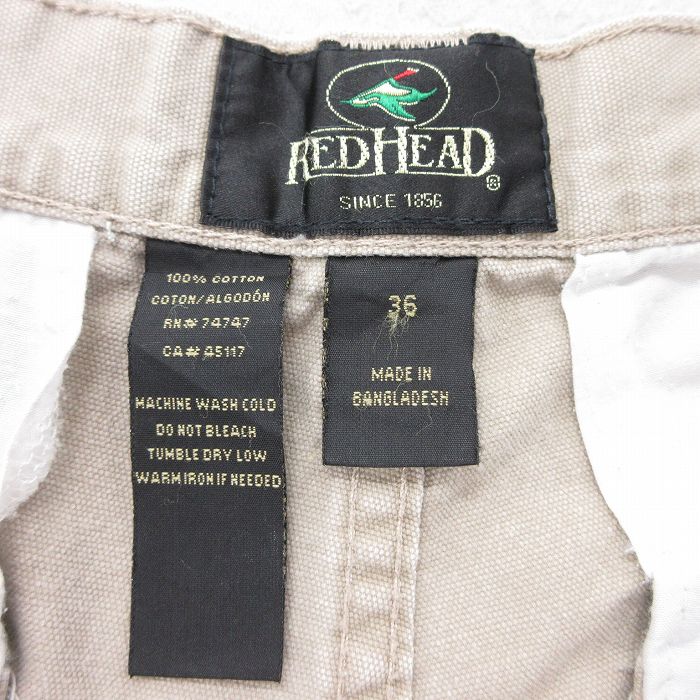 REDHEAD
®
SINCE 1856
100% COTTON
COTON/ALGODÓN
RN# 74747
CA# 45117
MACHINE WASH COLD
DO NOT BLEACH
TUMBLE DRY LOW
WARM IRON IF NEEDED
36
MADE IN
BANGLADESH